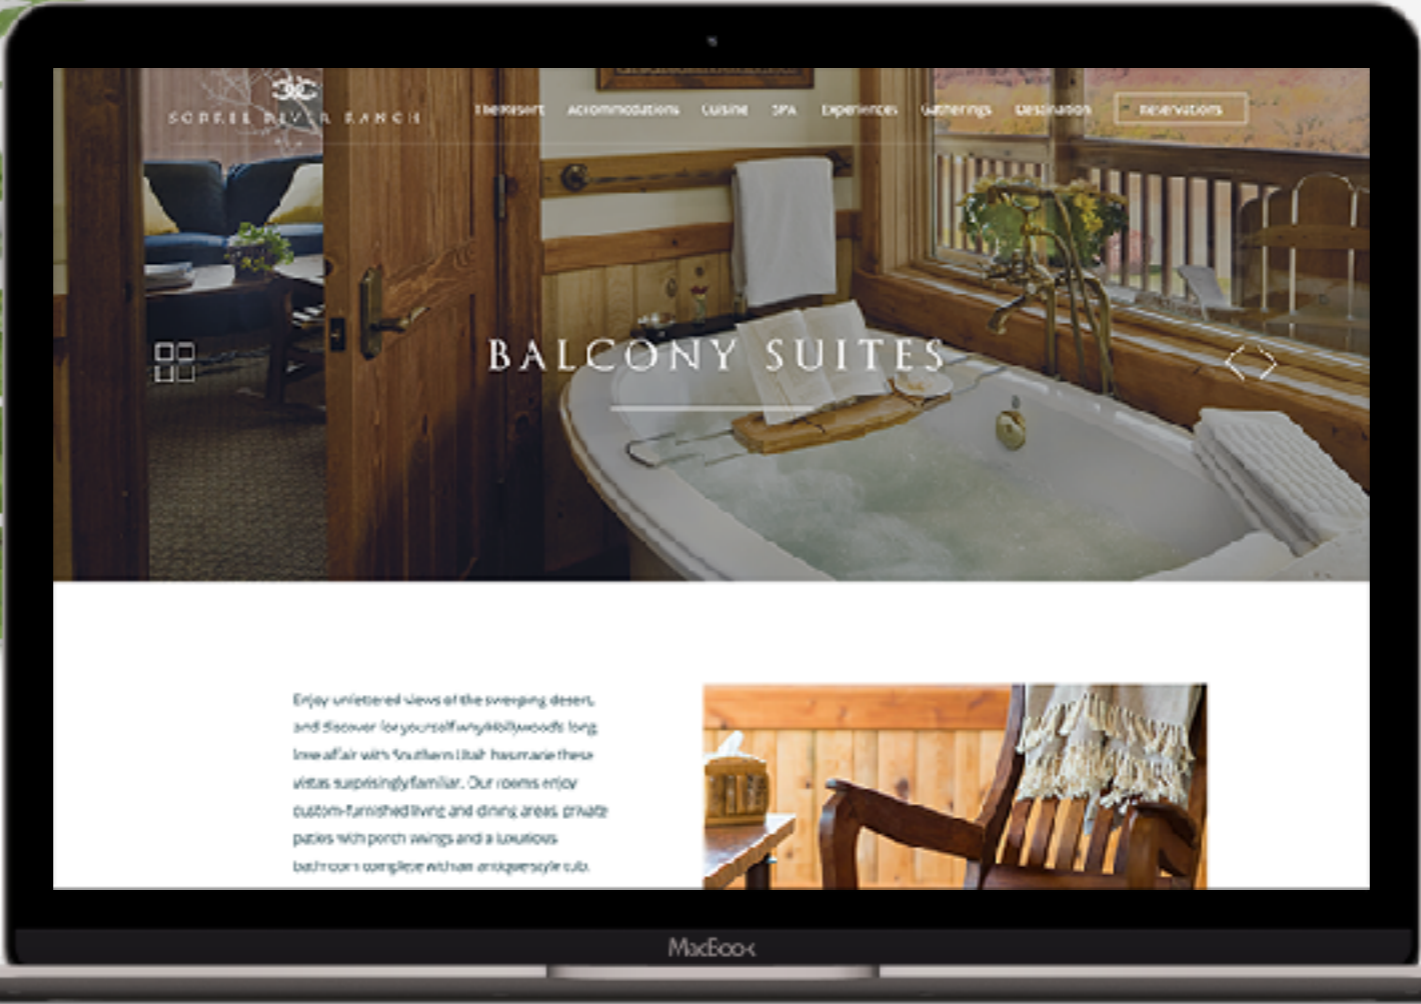 SORREL RIVER RANCH
The Resort Accommodations Cuisine SPA Experiences Gatherings Destination Reservations
BALCONY SUITES
Enjoy unfettered views of the sweeping desert,
and discover for yourself why Hollywood's long
love affair with Southern Utah has made these
vistas surprisingly familiar. Our rooms enjoy
custom-furnished living and dining areas, private
patios with porch swings and a luxurious
bathroom complete with an antique style tub.
MacBook